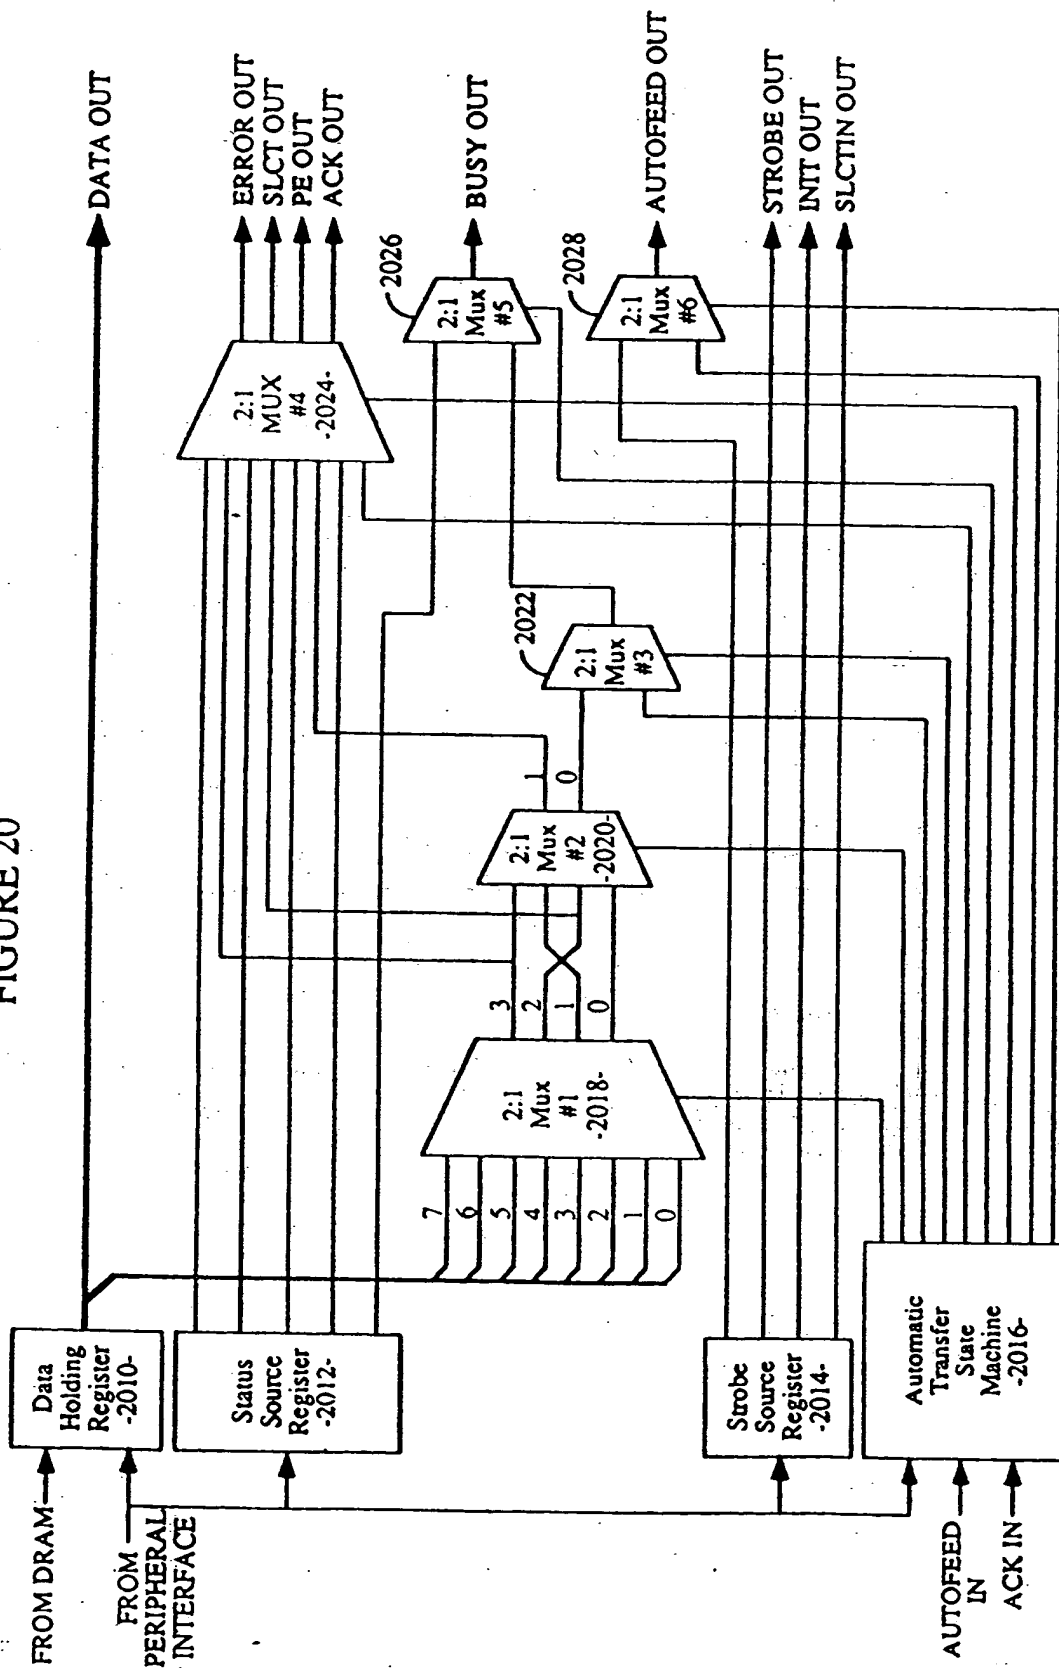 FIGURE 20
FROM DRAM
FROM
PERIPHERAL
INTERFACE
AUTOFEED
IN
ACK IN
Data
Holding
Register
-2010-
Status
Source
Register
-2012-
Strobe
Source
Register
-2014-
Automatic
Transfer
State
Machine
-2016-
7
6
5
4
3
2
1
0
2:1
Mux
#1
-2018-
3
2
1
0
2:1
Mux
#2
-2020-
1
0
2022
2:1
Mux
#3
2:1
MUX
#4
-2024-
2026
2:1
Mux
#5
2028
2:1
Mux
#6
DATA OUT
ERROR OUT
SLCT OUT
PE OUT
ACK OUT
BUSY OUT
AUTOFEED OUT
STROBE OUT
INIT OUT
SLCTIN OUT